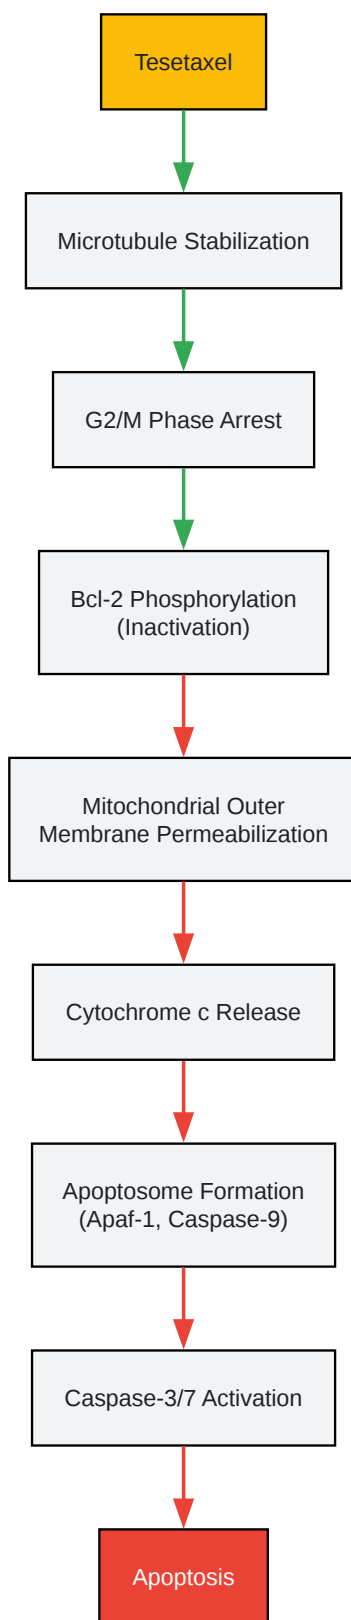 Tesetaxel
Microtubule Stabilization
G2/M Phase Arrest
Bcl-2 Phosphorylation
(Inactivation)
Mitochondrial Outer
Membrane Permeabilization
Cytochrome c Release
Apoptosome Formation
(Apaf-1, Caspase-9)
Caspase-3/7 Activation
Apoptosis